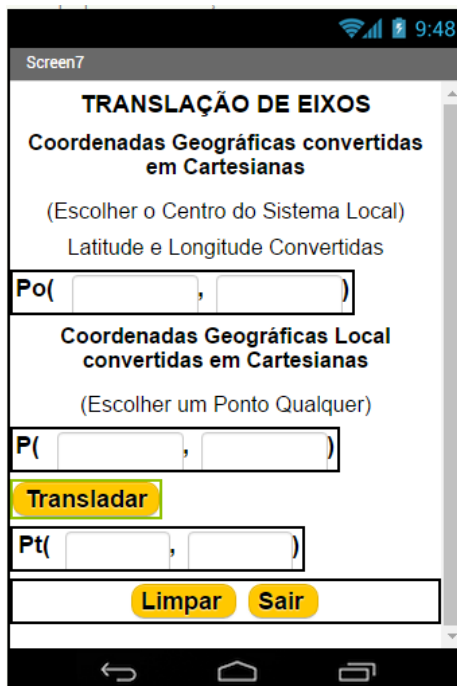 9:48
Screen7
TRANSLAÇÃO DE EIXOS
Coordenadas Geográficas convertidas
em Cartesianas
(Escolher o Centro do Sistema Local)
Latitude e Longitude Convertidas
Po( , )
Coordenadas Geográficas Local
convertidas em Cartesianas
(Escolher um Ponto Qualquer)
P( , )
Transladar
Pt( , )
Limpar Sair